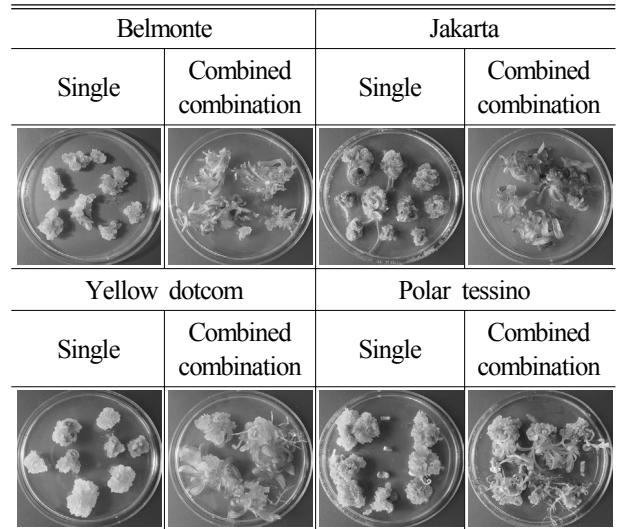 Belmonte Jakarta
Single Combined combination Single Combined combination
Yellow dotcom Polar tessino
Single Combined combination Single Combined combination